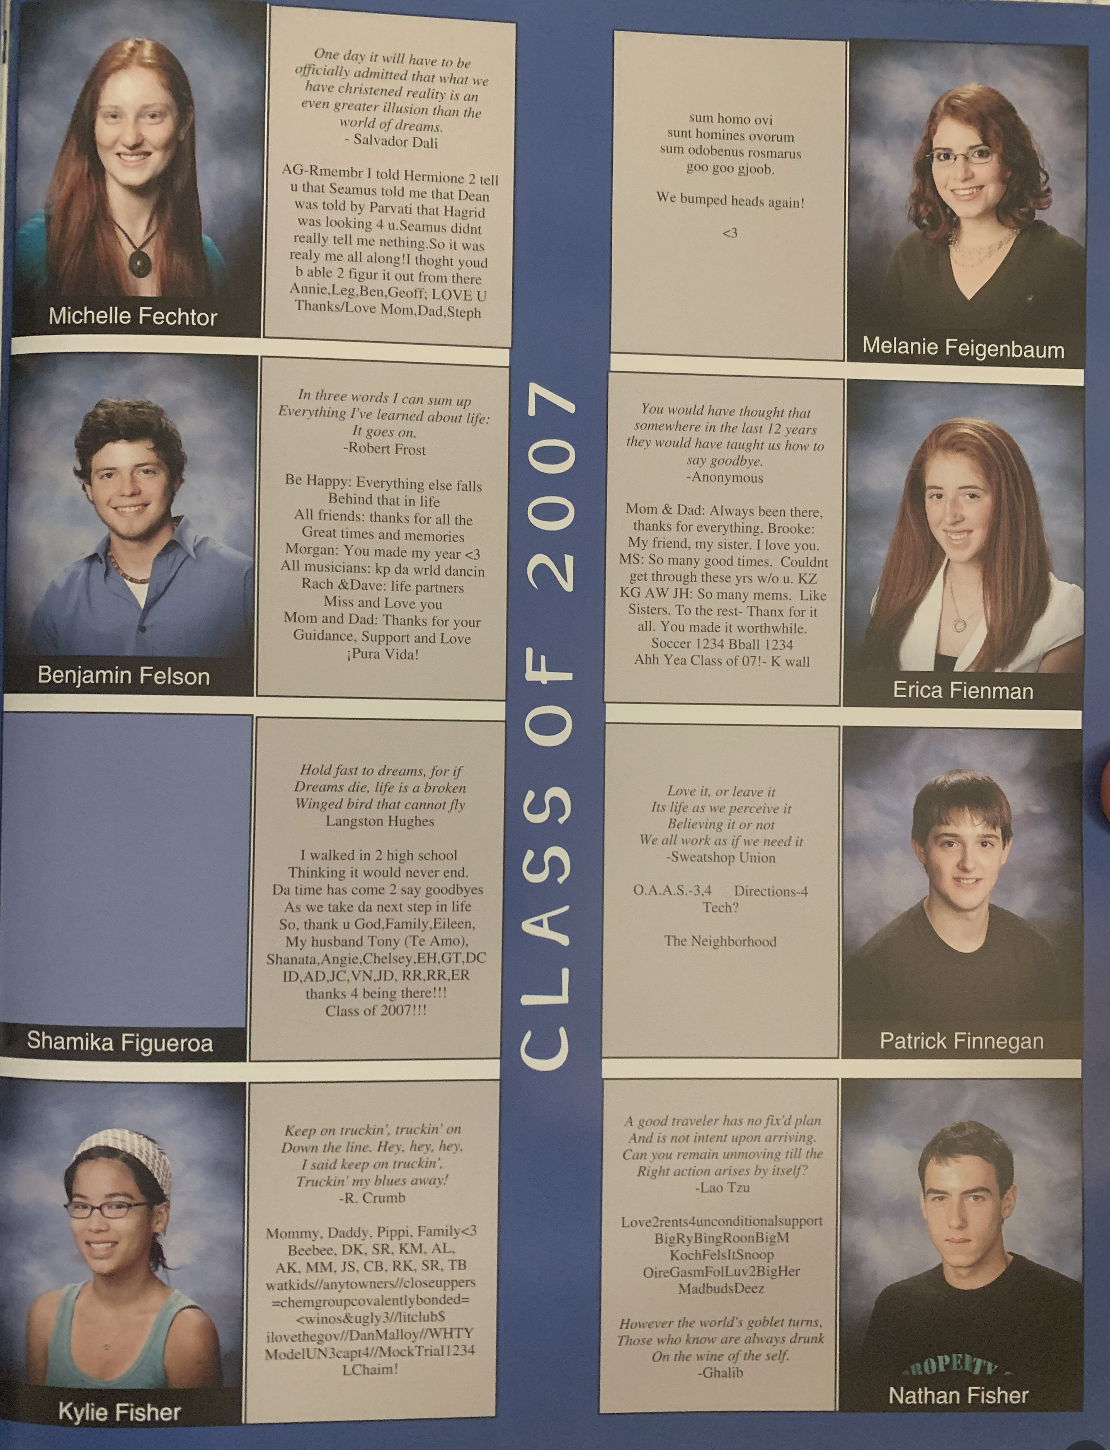 One day it will have to be
officially admitted that what we
have christened reality is an
even greater illusion than the
world of dreams.
- Salvador Dali
AG-Rmembr I told Hermione 2 tell
u that Seamus told me that Dean
was told by Parvati that Hagrid
was looking 4 u.Seamus didnt
really tell me nething.So it was
realy me all along!I thoght youd
b able 2 figur it out from there
Annie,Leg,Ben,Geoff; LOVE U
Thanks/Love Mom,Dad,Steph
Michelle Fechtor
sum homo ovi
sunt homines ovorum
sum odobenus rosmarus
goo goo gjoob.
We bumped heads again!
<3
Melanie Feigenbaum
In three words I can sum up
Everything I've learned about life:
It goes on.
-Robert Frost
Be Happy: Everything else falls
Behind that in life
All friends: thanks for all the
Great times and memories
Morgan: You made my year <3
All musicians: kp da wrld dancin
Rach &Dave: life partners
Miss and Love you
Mom and Dad: Thanks for your
Guidance, Support and Love
¡Pura Vida!
Benjamin Felson
You would have thought that
somewhere in the last 12 years
they would have taught us how to
say goodbye.
-Anonymous
Mom & Dad: Always been there,
thanks for everything. Brooke:
My friend, my sister. I love you.
MS: So many good times. Couldnt
get through these yrs w/o u. KZ
KG AW JH: So many mems. Like
Sisters. To the rest- Thanx for it
all. You made it worthwhile.
Soccer 1234 Bball 1234
Ahh Yea Class of 07!- K wall
Erica Fienman
CLASS OF 2007
Hold fast to dreams, for if
Dreams die, life is a broken
Winged bird that cannot fly
Langston Hughes
I walked in 2 high school
Thinking it would never end.
Da time has come 2 say goodbyes
As we take da next step in life
So, thank u God,Family,Eileen,
My husband Tony (Te Amo),
Shanata,Angie,Chelsey,EH,GT,DC
ID,AD,JC,VN,JD, RR,RR,ER
thanks 4 being there!!!
Class of 2007!!!
Shamika Figueroa
Love it, or leave it
Its life as we perceive it
Believing it or not
We all work as if we need it
-Sweatshop Union
O.A.A.S.-3,4 Directions-4
Tech?
The Neighborhood
Patrick Finnegan
Keep on truckin', truckin' on
Down the line. Hey, hey, hey,
I said keep on truckin',
Truckin' my blues away!
-R. Crumb
Mommy, Daddy, Pippi, Family<3
Beebee, DK, SR, KM, AL,
AK, MM, JS, CB, RK, SR, TB
watkids//anytowners//closeuppers
=chemgroupcovalentlybonded=
<winos&ugly3//litclub$
ilovethegov//DanMalloy//WHTY
ModelUN3capt4//MockTrial1234
LChaim!
Kylie Fisher
A good traveler has no fix'd plan
And is not intent upon arriving.
Can you remain unmoving till the
Right action arises by itself?
-Lao Tzu
Love2rents4unconditionalsupport
BigRyBingRoonBigM
KochFelsItSnoop
OireGasmFolLuv2BigHer
MadbudsDeez
However the world's goblet turns,
Those who know are always drunk
On the wine of the self.
-Ghalib
PROPERTY
Nathan Fisher